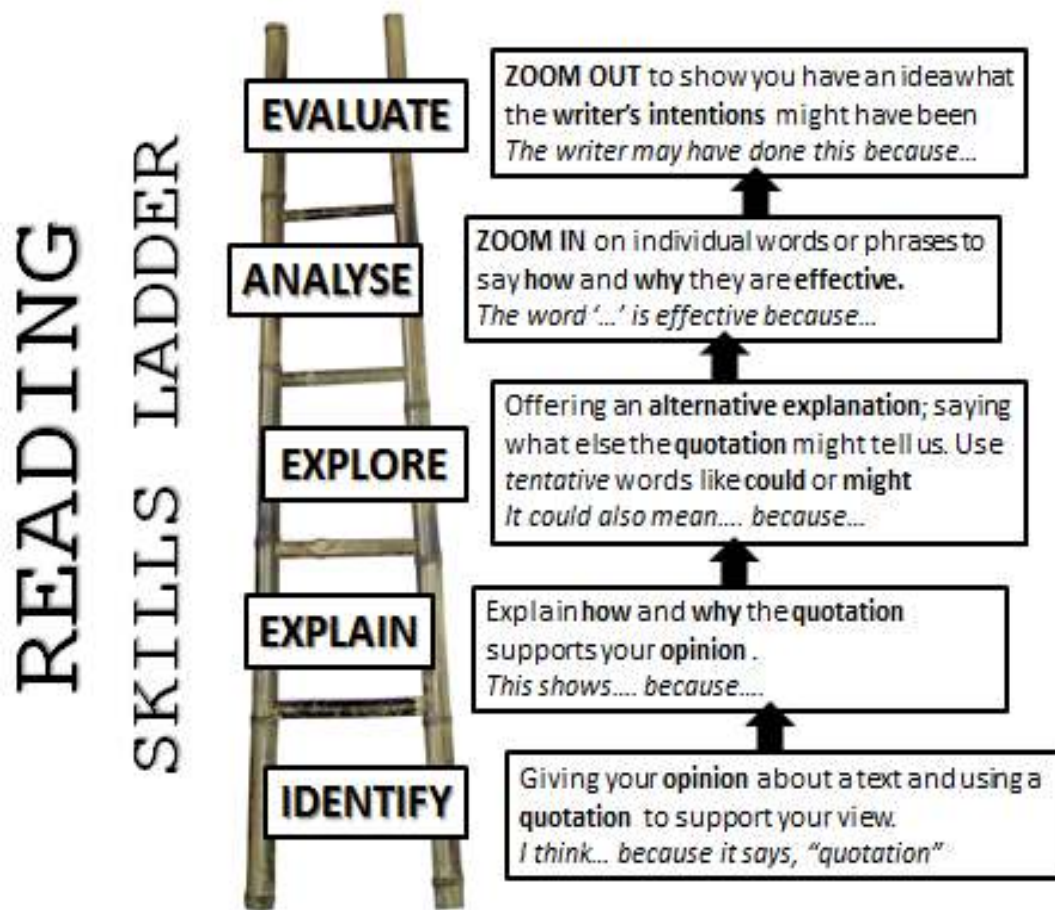 READING
SKILLS LADDER
EVALUATE
ZOOM OUT to show you have an idea what
the writer's intentions might have been
The writer may have done this because...
ANALYSE
ZOOM IN on individual words or phrases to
say how and why they are effective.
The word '...' is effective because...
EXPLORE
Offering an alternative explanation; saying
what else the quotation might tell us. Use
tentative words like could or might
It could also mean.... because...
EXPLAIN
Explain how and why the quotation
supports your opinion .
This shows.... because....
IDENTIFY
Giving your opinion about a text and using a
quotation to support your view.
I think... because it says, "quotation"